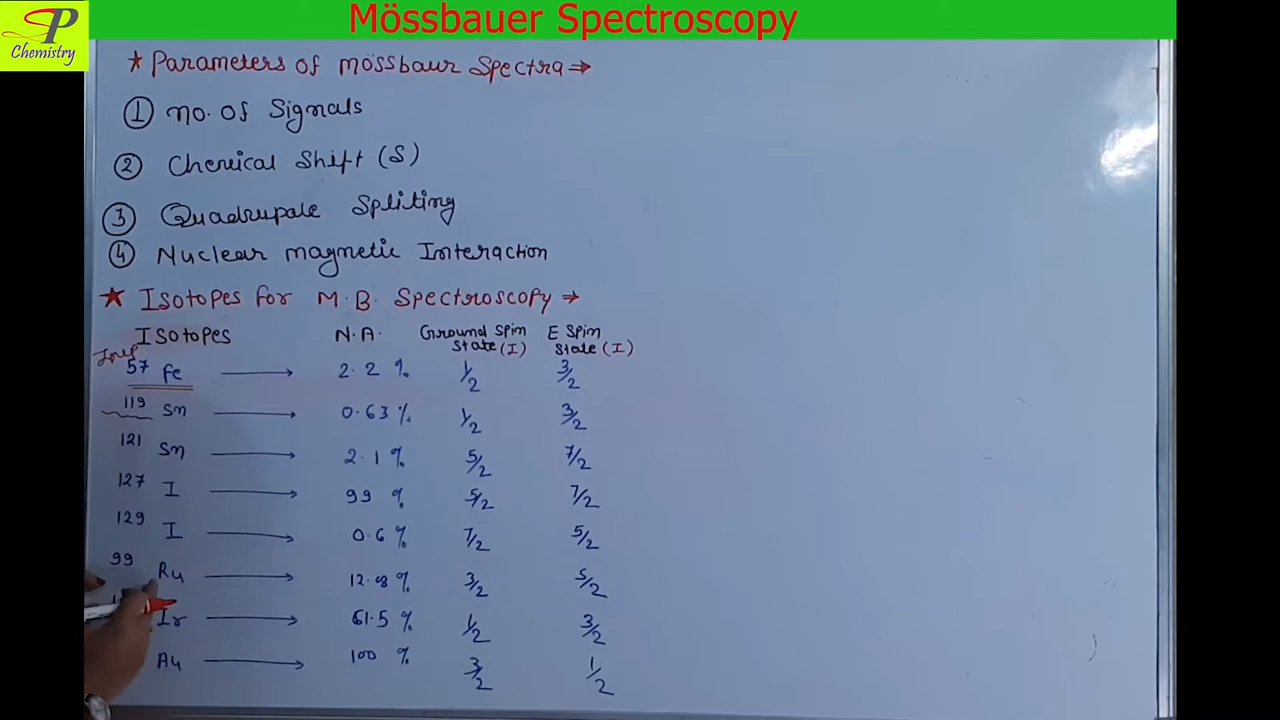 P
Chemistry
Mössbauer Spectroscopy
★ Parameters of mössbaur Spectra ⇒
① no. of Signals
② Chemical Shift (S)
③ Quadrupale Spliting
④ Nuclear magnetic Interaction
★ Isotopes for M.B. Spectroscopy →
Isotopes N.A. Ground Spin State (I) E Spin State (I)
57 Fe → 2.2 % 1/2 3/2
119 Sn → 0.63 % 1/2 3/2
121 Sn → 2.1 % 5/2 7/2
127 I → 99 % 5/2 7/2
129 I → 0.6 % 7/2 5/2
99 Ru → 12.8 % 3/2 5/2
Ir → 61.5 % 1/2 3/2
Au → 100 % 3/2 1/2